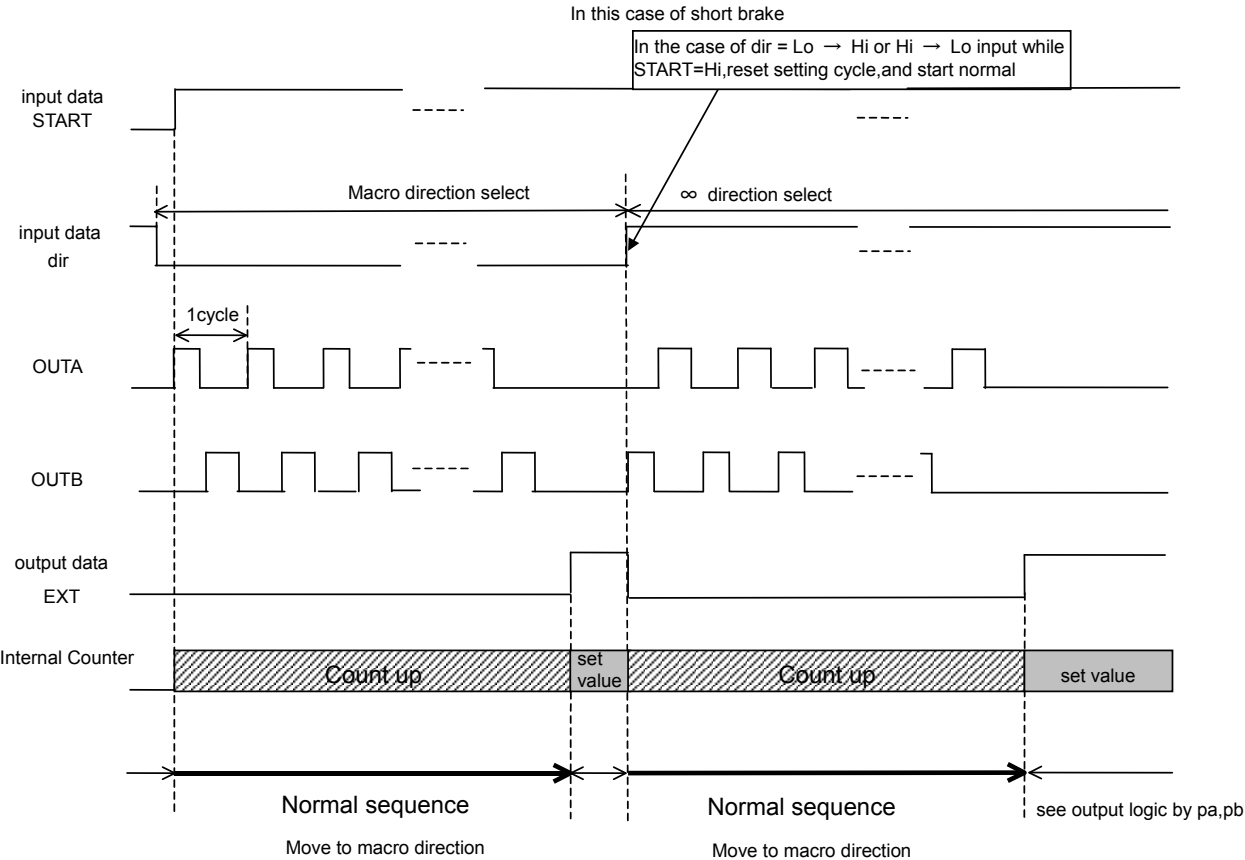 In this case of short brake
In the case of dir = Lo → Hi or Hi → Lo input while
START=Hi,reset setting cycle,and start normal
input data
START
Macro direction select
∞ direction select
input data
dir
1cycle
OUTA
OUTB
output data
EXT
Internal Counter
Count up
set
value
Count up
set value
Normal sequence
Normal sequence
see output logic by pa,pb
Move to macro direction
Move to macro direction